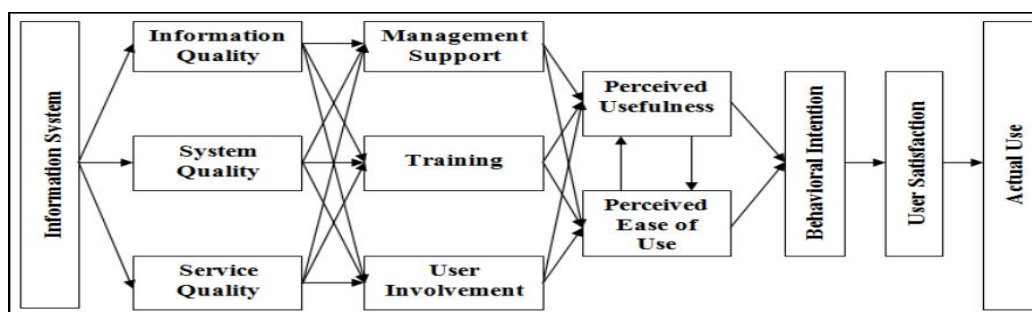 Information System
Information
Quality
System
Quality
Service
Quality
Management
Support
Training
User
Involvement
Perceived
Usefulness
Perceived
Ease of
Use
Behavioral Intention
User Satisfaction
Actual Use